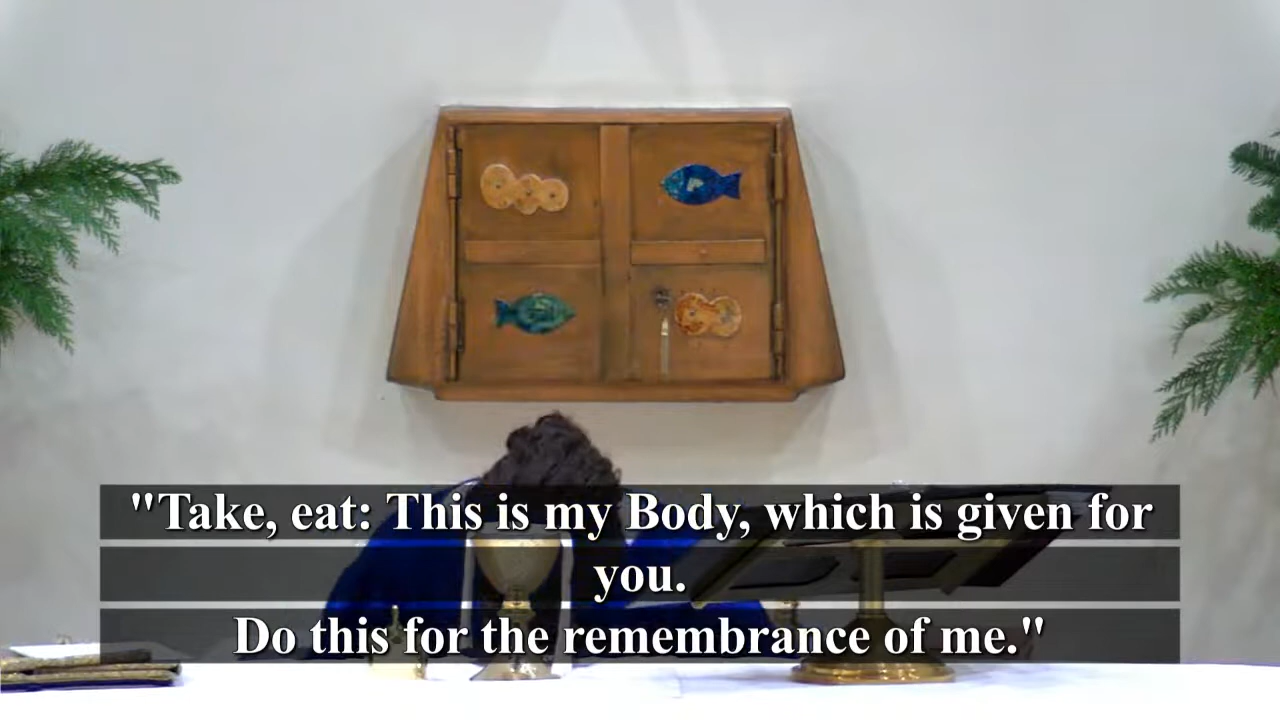 "Take, eat: This is my Body, which is given for
you.
Do this for the remembrance of me."